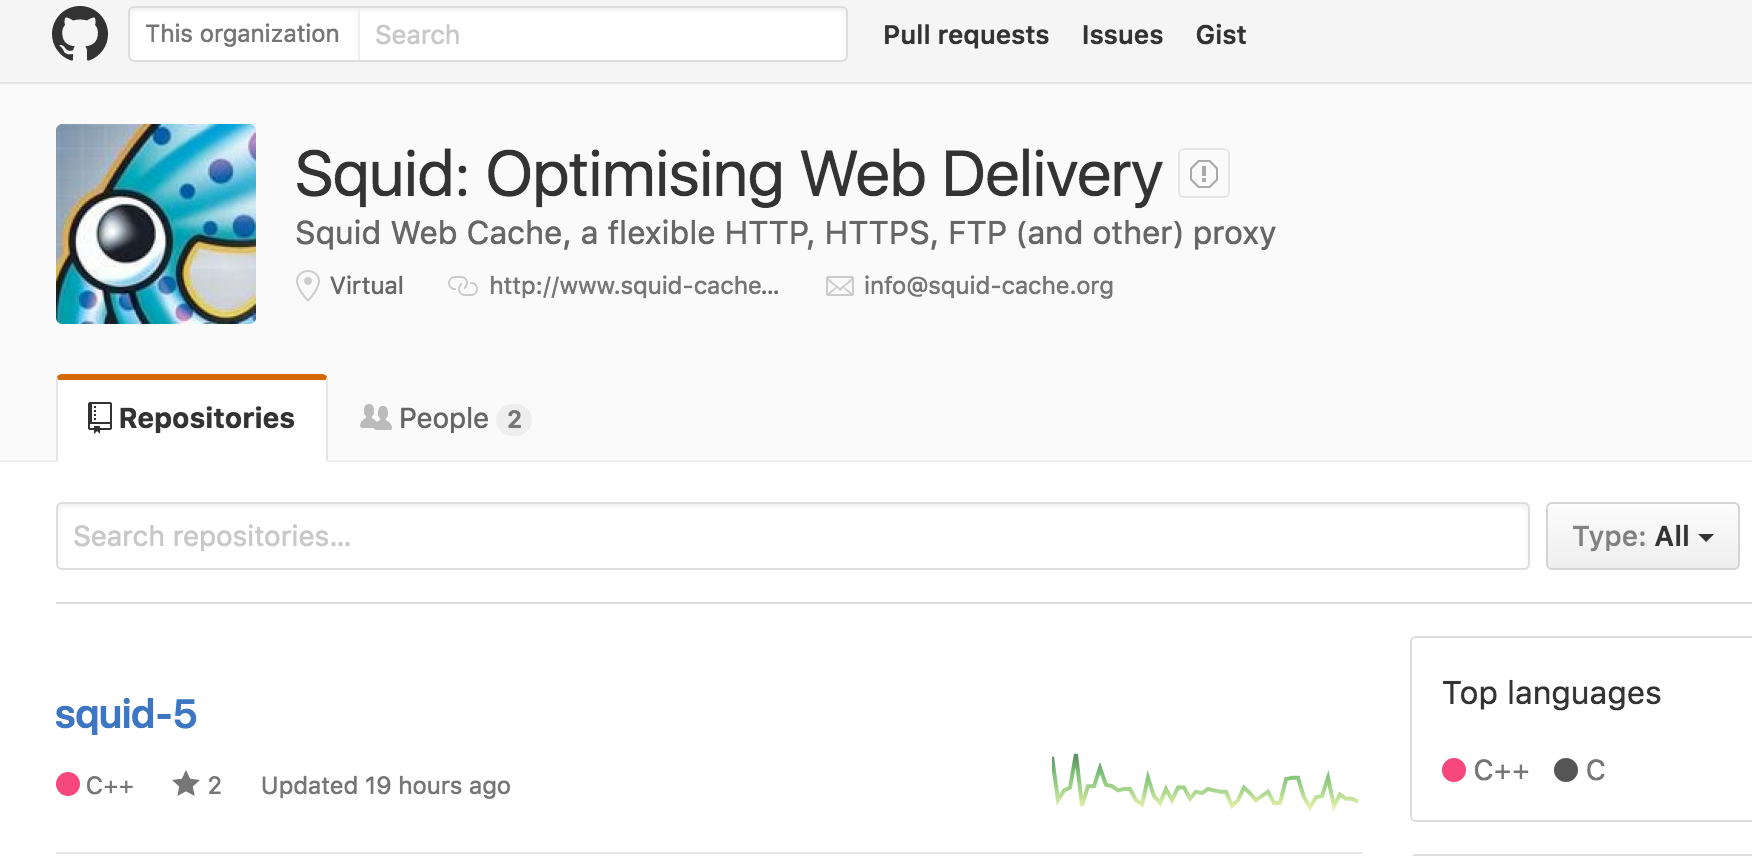 This organization Search Pull requests Issues Gist
Squid: Optimising Web Delivery
Squid Web Cache, a flexible HTTP, HTTPS, FTP (and other) proxy
Virtual http://www.squid-cache... info@squid-cache.org
Repositories People 2
Search repositories... Type: All
Top languages
squid-5
C++ C
C++ 2 Updated 19 hours ago